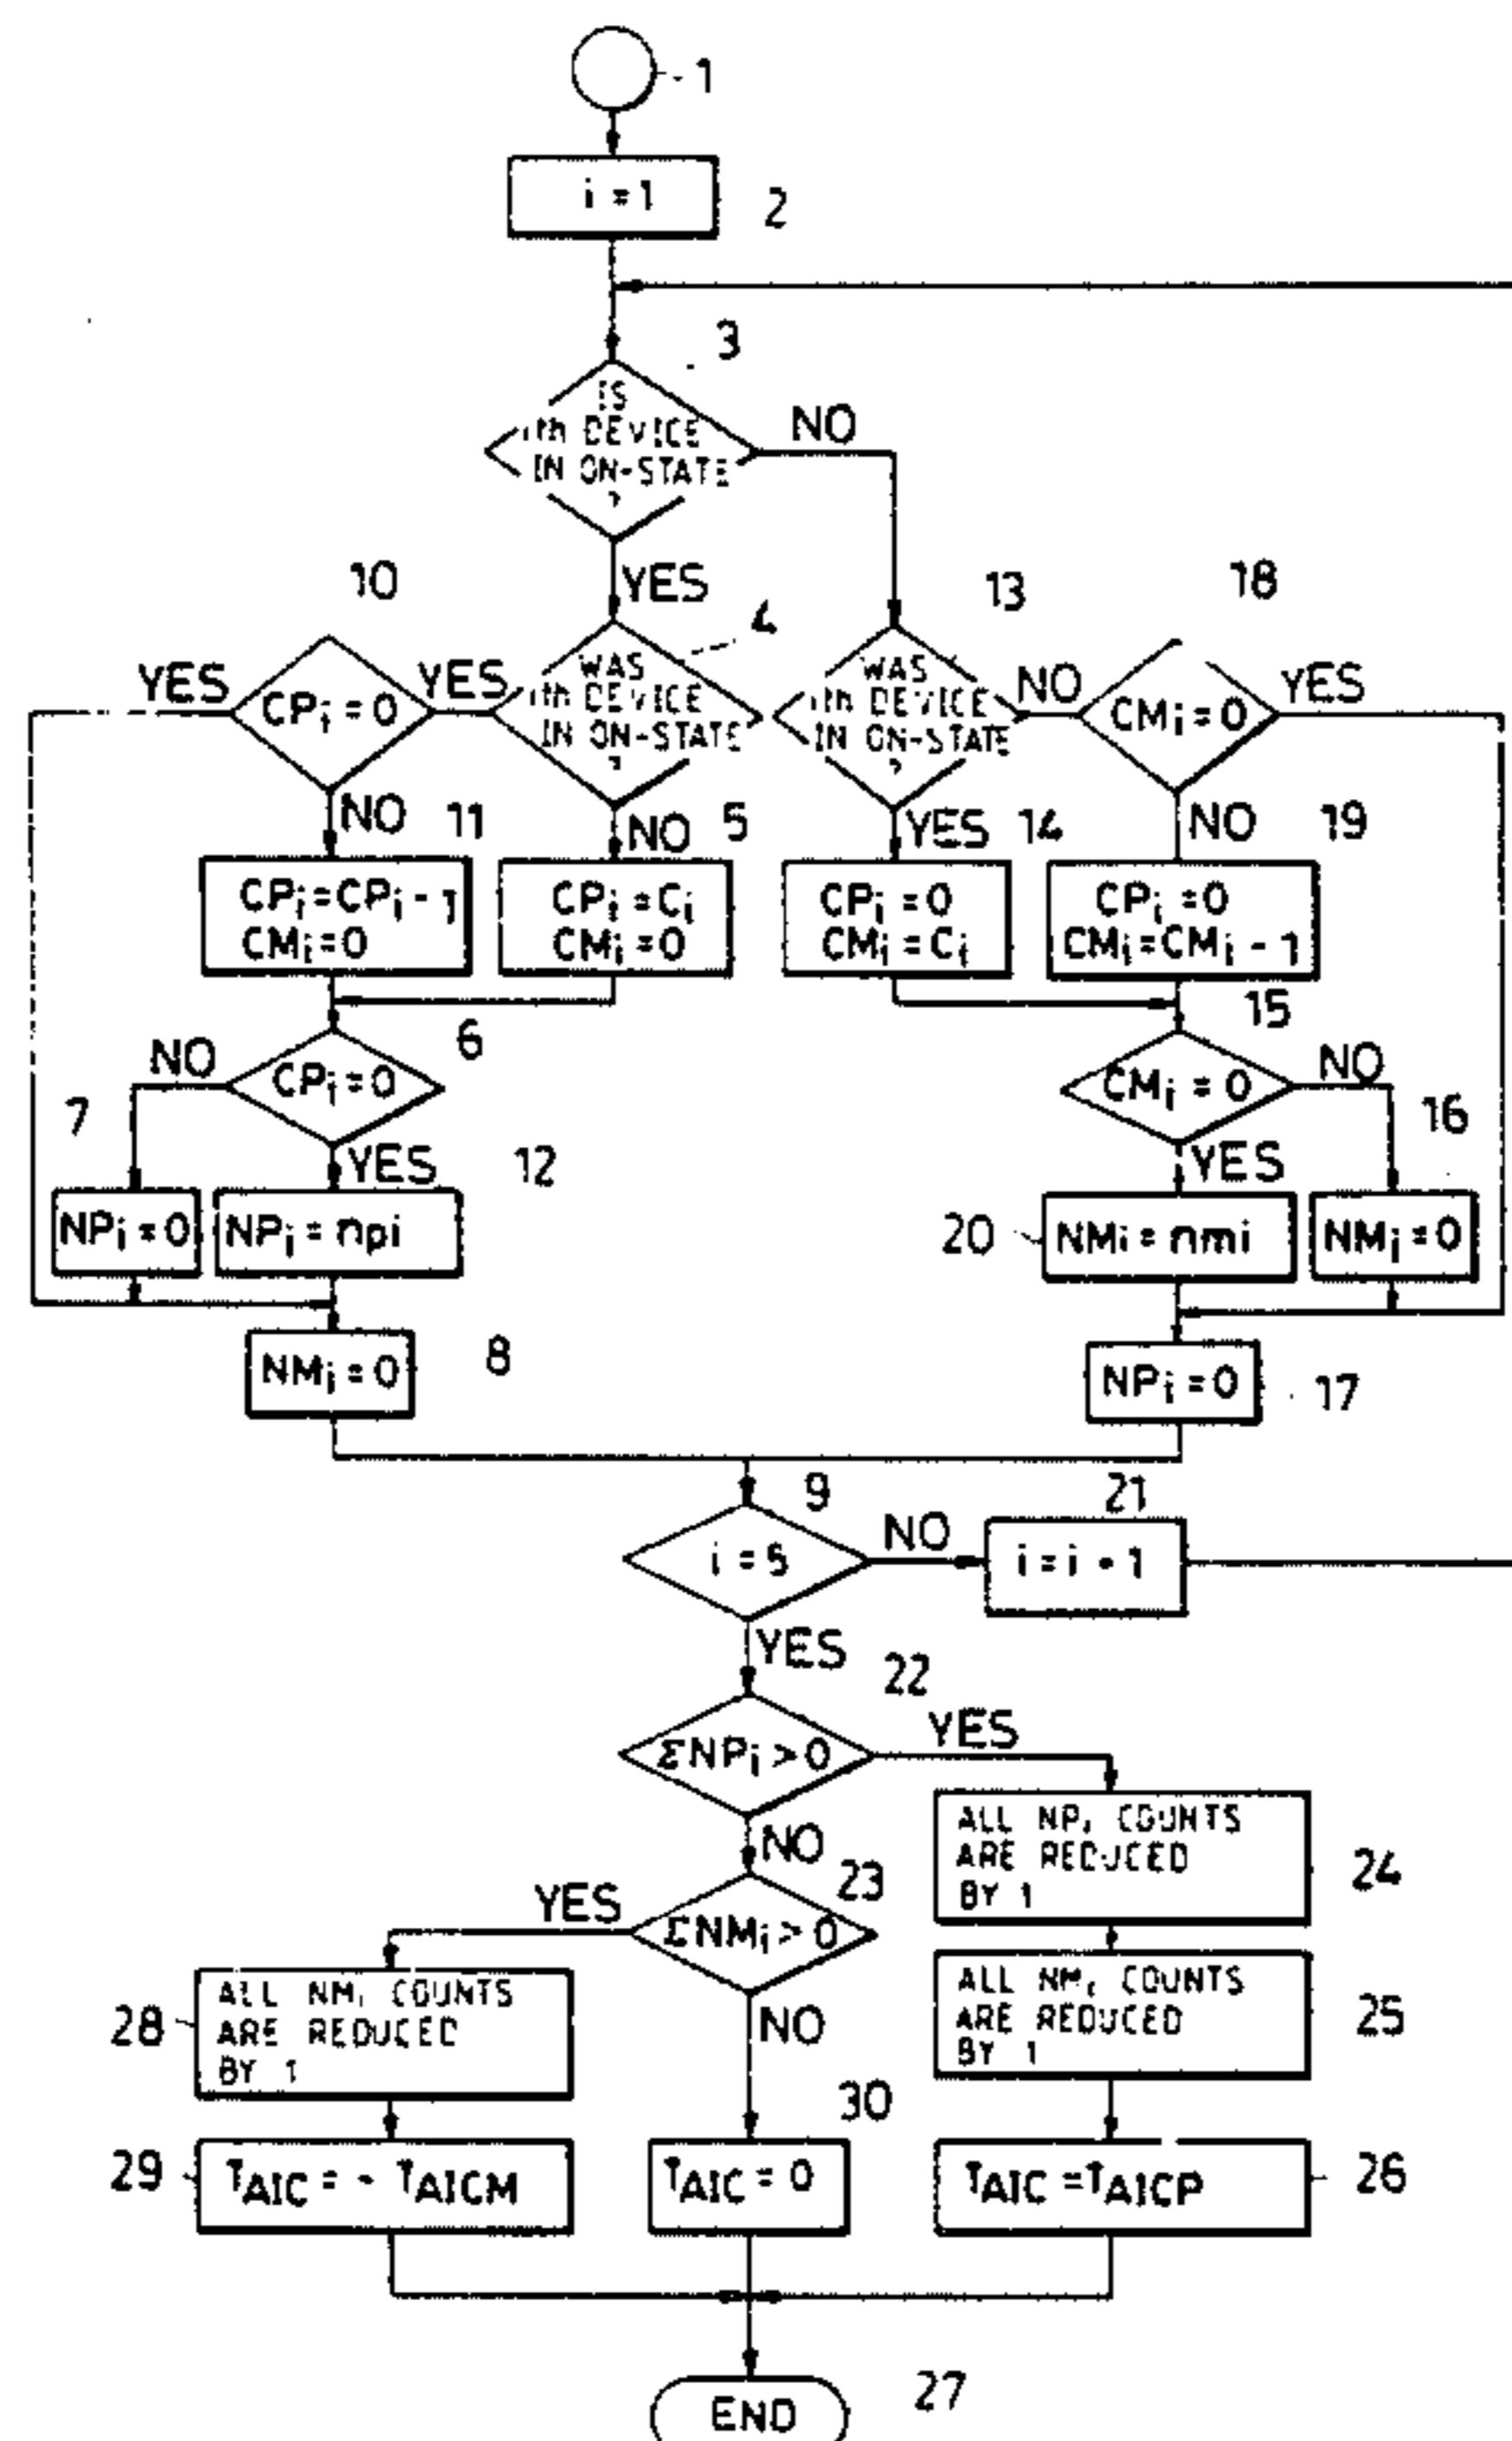 1
i = 1
2
3
IS
ith DEVICE
IN ON-STATE
?
NO
YES
10
4
13
18
YES
CPi = 0
YES
WAS
ith DEVICE
IN ON-STATE
?
WAS
ith DEVICE
IN ON-STATE
?
NO
CMi = 0
YES
NO
11
NO
5
YES
14
NO
19
CPi = CPi - 1
CMi = 0
CPi = Ci
CMi = 0
CPi = 0
CMi = Ci
CPi = 0
CMi = CMi - 1
6
15
NO
CPi = 0
CMi = 0
NO
7
YES
12
YES
16
NPi = 0
NPi = npi
20
NMi = nmi
NMi = 0
NMi = 0
8
NPi = 0
17
9
21
i = 5
NO
i = i + 1
YES
22
ΣNPi > 0
YES
NO
ALL NPi COUNTS
ARE REDUCED
BY 1
24
23
YES
ΣNMi > 0
28
ALL NMi COUNTS
ARE REDUCED
BY 1
NO
ALL NMi COUNTS
ARE REDUCED
BY 1
25
30
29
TAIC = - TAICM
TAIC = 0
TAIC = TAICP
26
END
27